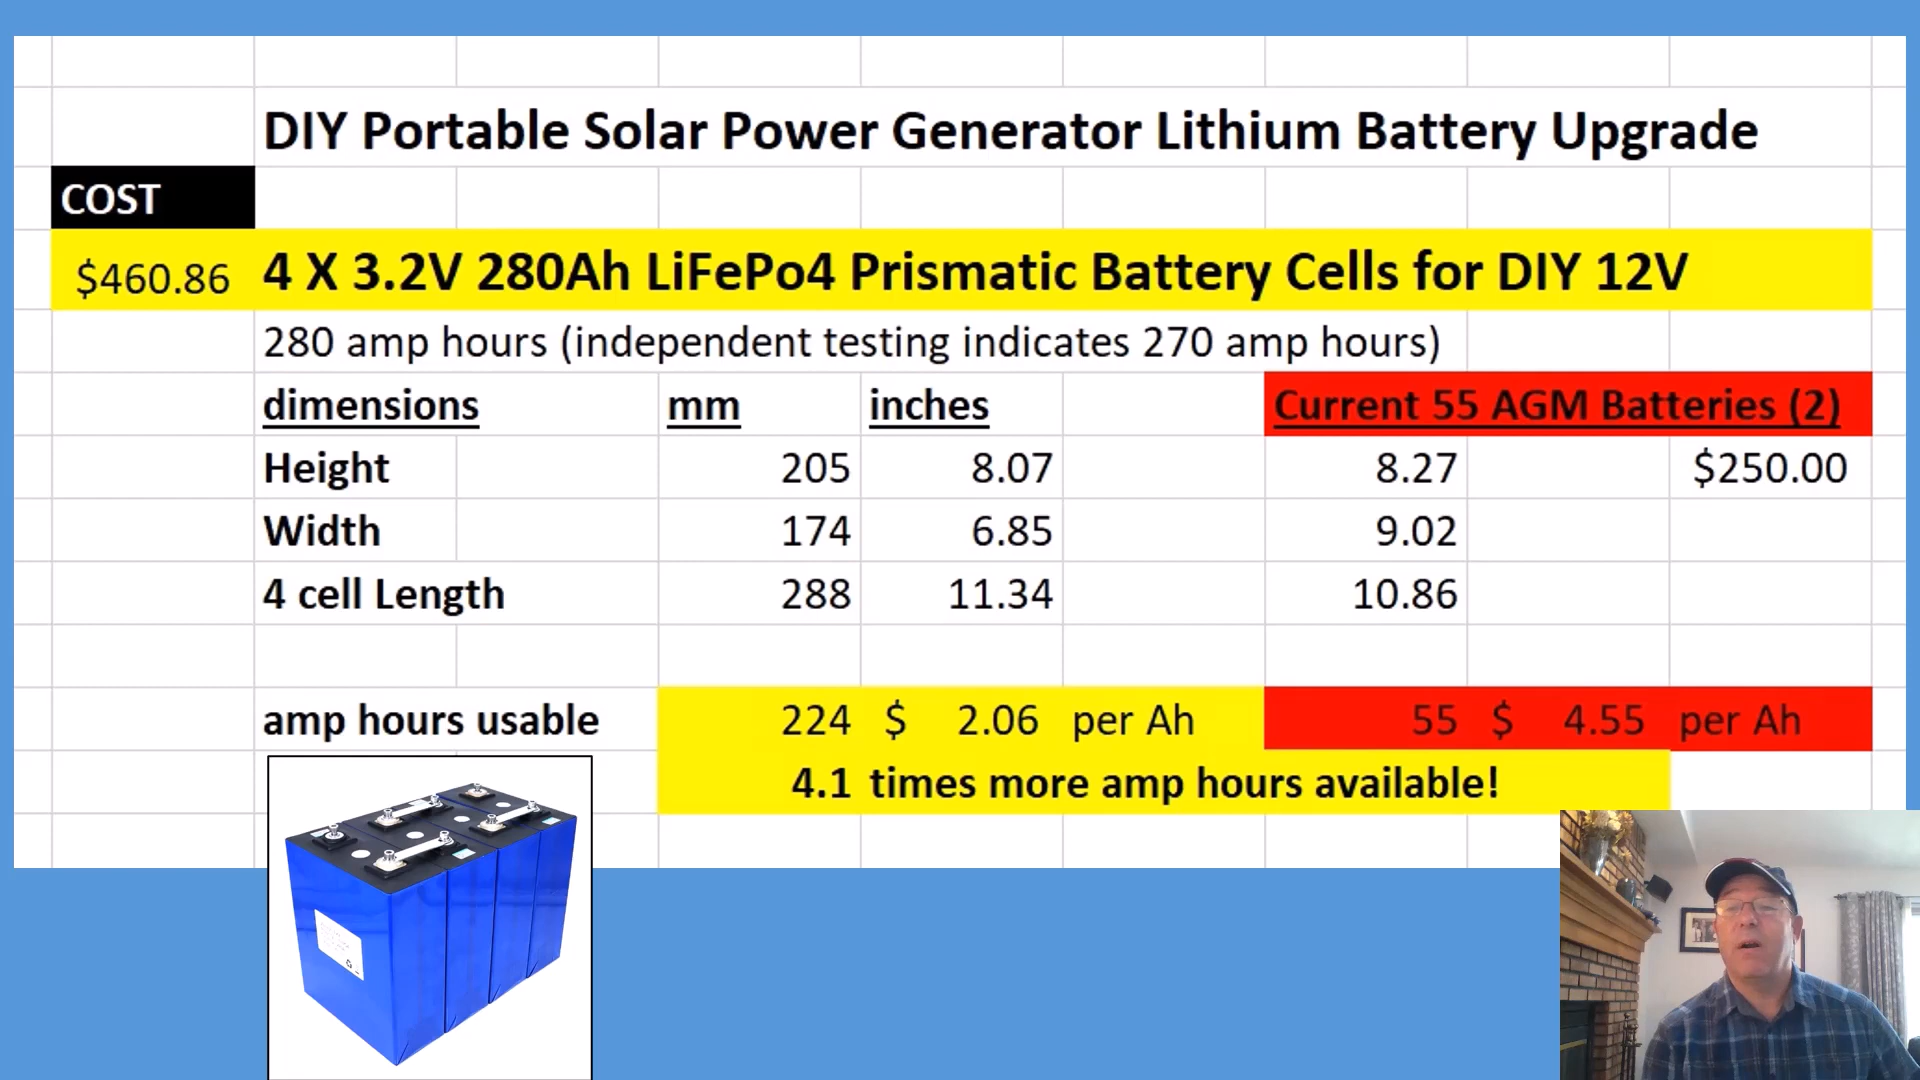 DIY Portable Solar Power Generator Lithium Battery Upgrade
COST
$460.86 4 X 3.2V 280Ah LiFePo4 Prismatic Battery Cells for DIY 12V
280 amp hours (independent testing indicates 270 amp hours)
dimensions mm inches Current 55 AGM Batteries (2)
Height 205 8.07 8.27 $250.00
Width 174 6.85 9.02
4 cell Length 288 11.34 10.86
amp hours usable 224 $ 2.06 per Ah 55 $ 4.55 per Ah
4.1 times more amp hours available!